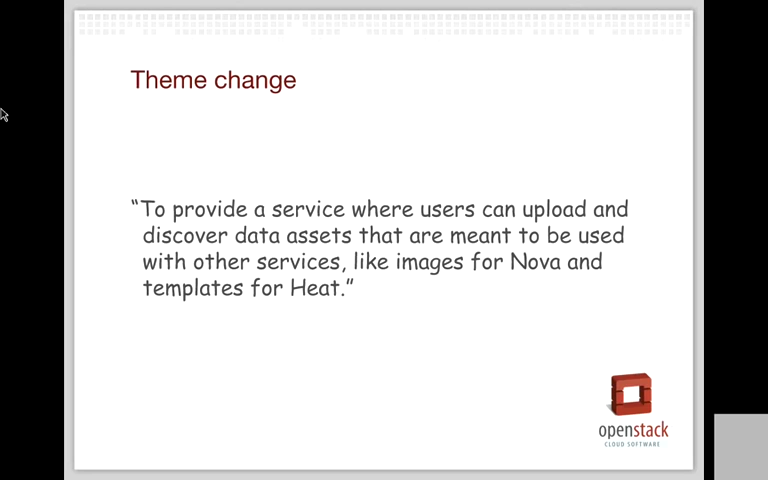 Theme change
“To provide a service where users can upload and
discover data assets that are meant to be used
with other services, like images for Nova and
templates for Heat.”
openstack
CLOUD SOFTWARE